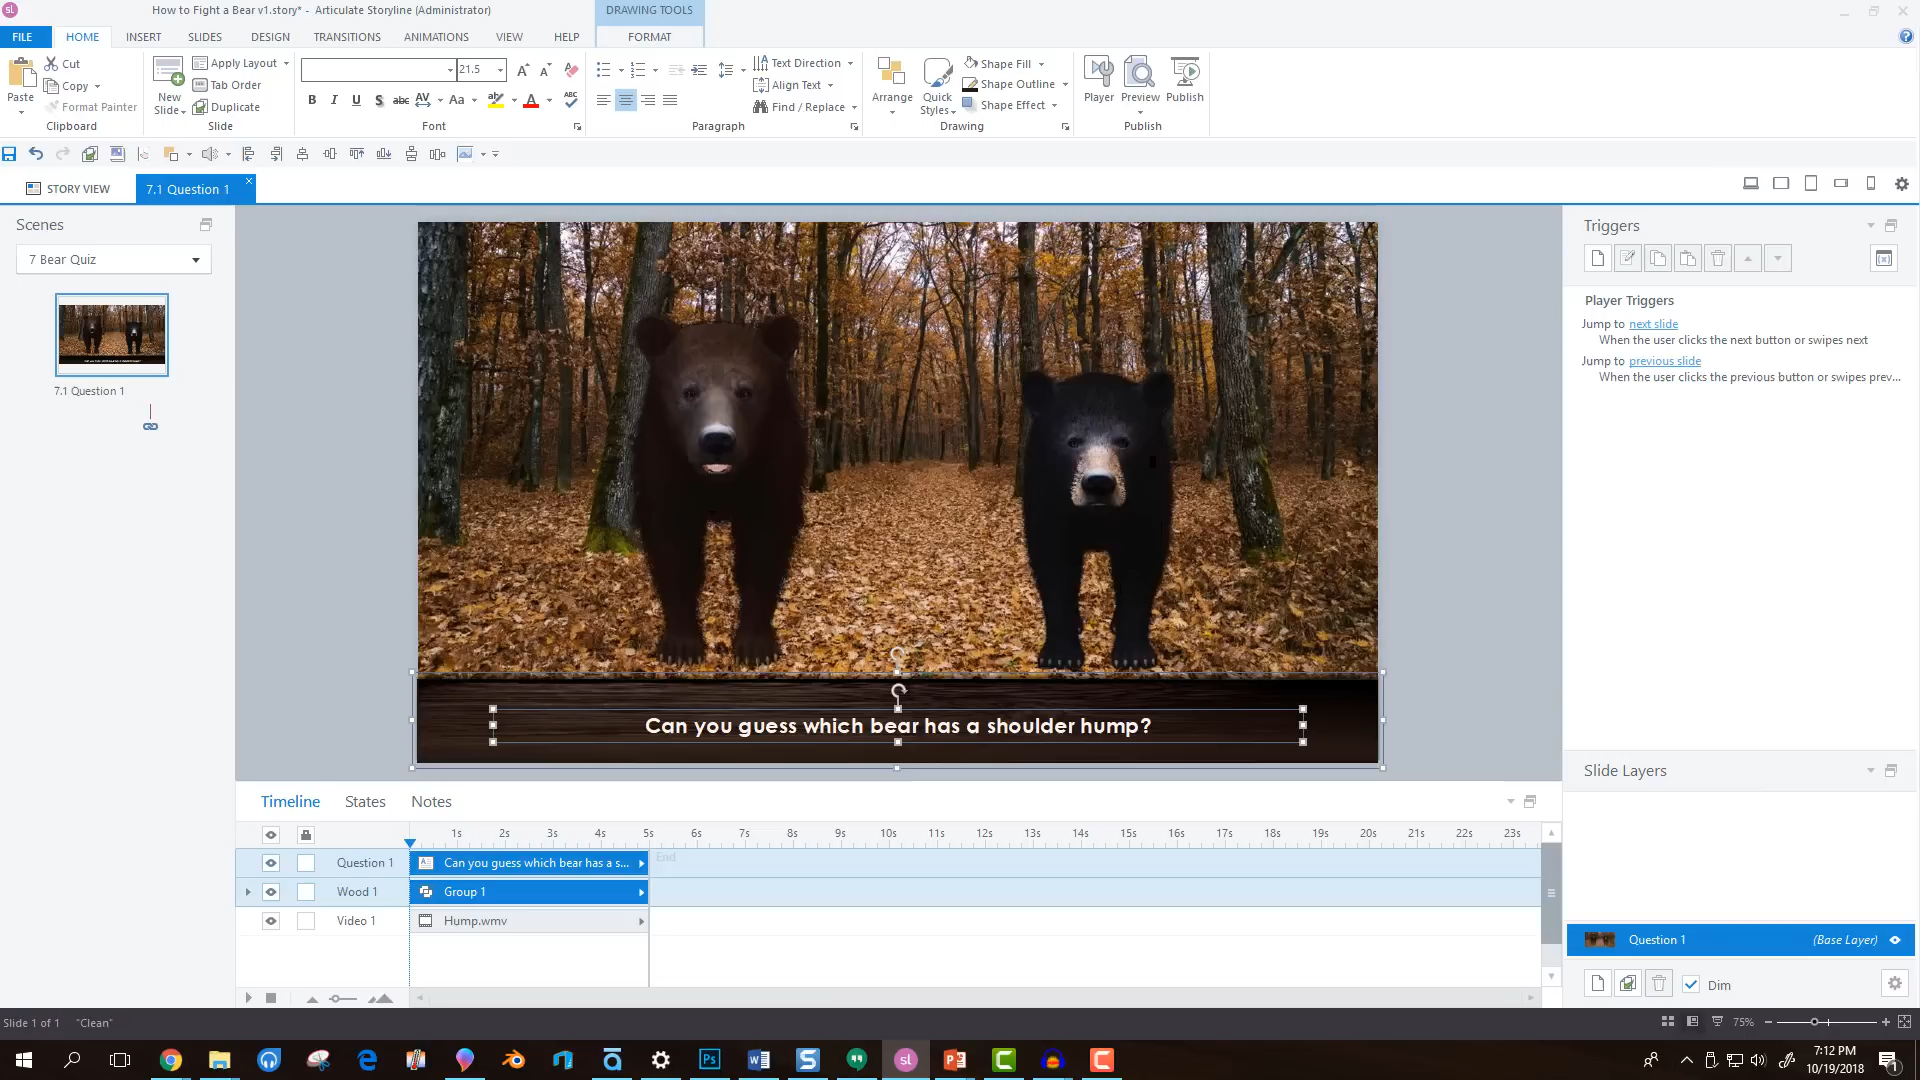 sl
How to Fight a Bear v1.story* - Articulate Storyline (Administrator)
DRAWING TOOLS
FILE HOME INSERT SLIDES DESIGN TRANSITIONS ANIMATIONS VIEW HELP FORMAT
Paste
Cut
Copy
Format Painter
Clipboard
New Slide
Apply Layout
Tab Order
Duplicate
Slide
21.5
B I U S abc AV Aa A
ABC
Font
Text Direction
Align Text
Find / Replace
Paragraph
Arrange
Quick Styles
Shape Fill
Shape Outline
Shape Effect
Drawing
Player
Preview
Publish
Publish
STORY VIEW
7.1 Question 1
Scenes
7 Bear Quiz
7.1 Question 1
Can you guess which bear has a shoulder hump?
Triggers
Player Triggers
Jump to next slide
When the user clicks the next button or swipes next
Jump to previous slide
When the user clicks the previous button or swipes prev...
Slide Layers
Question 1 (Base Layer)
Dim
Timeline States Notes
1s 2s 3s 4s 5s 6s 7s 8s 9s 10s 11s 12s 13s 14s 15s 16s 17s 18s 19s 20s 21s 22s 23s
Question 1 Can you guess which bear has a s... End
Wood 1 Group 1
Video 1 Hump.wmv
Slide 1 of 1 "Clean"
75%
7:12 PM
10/19/2018